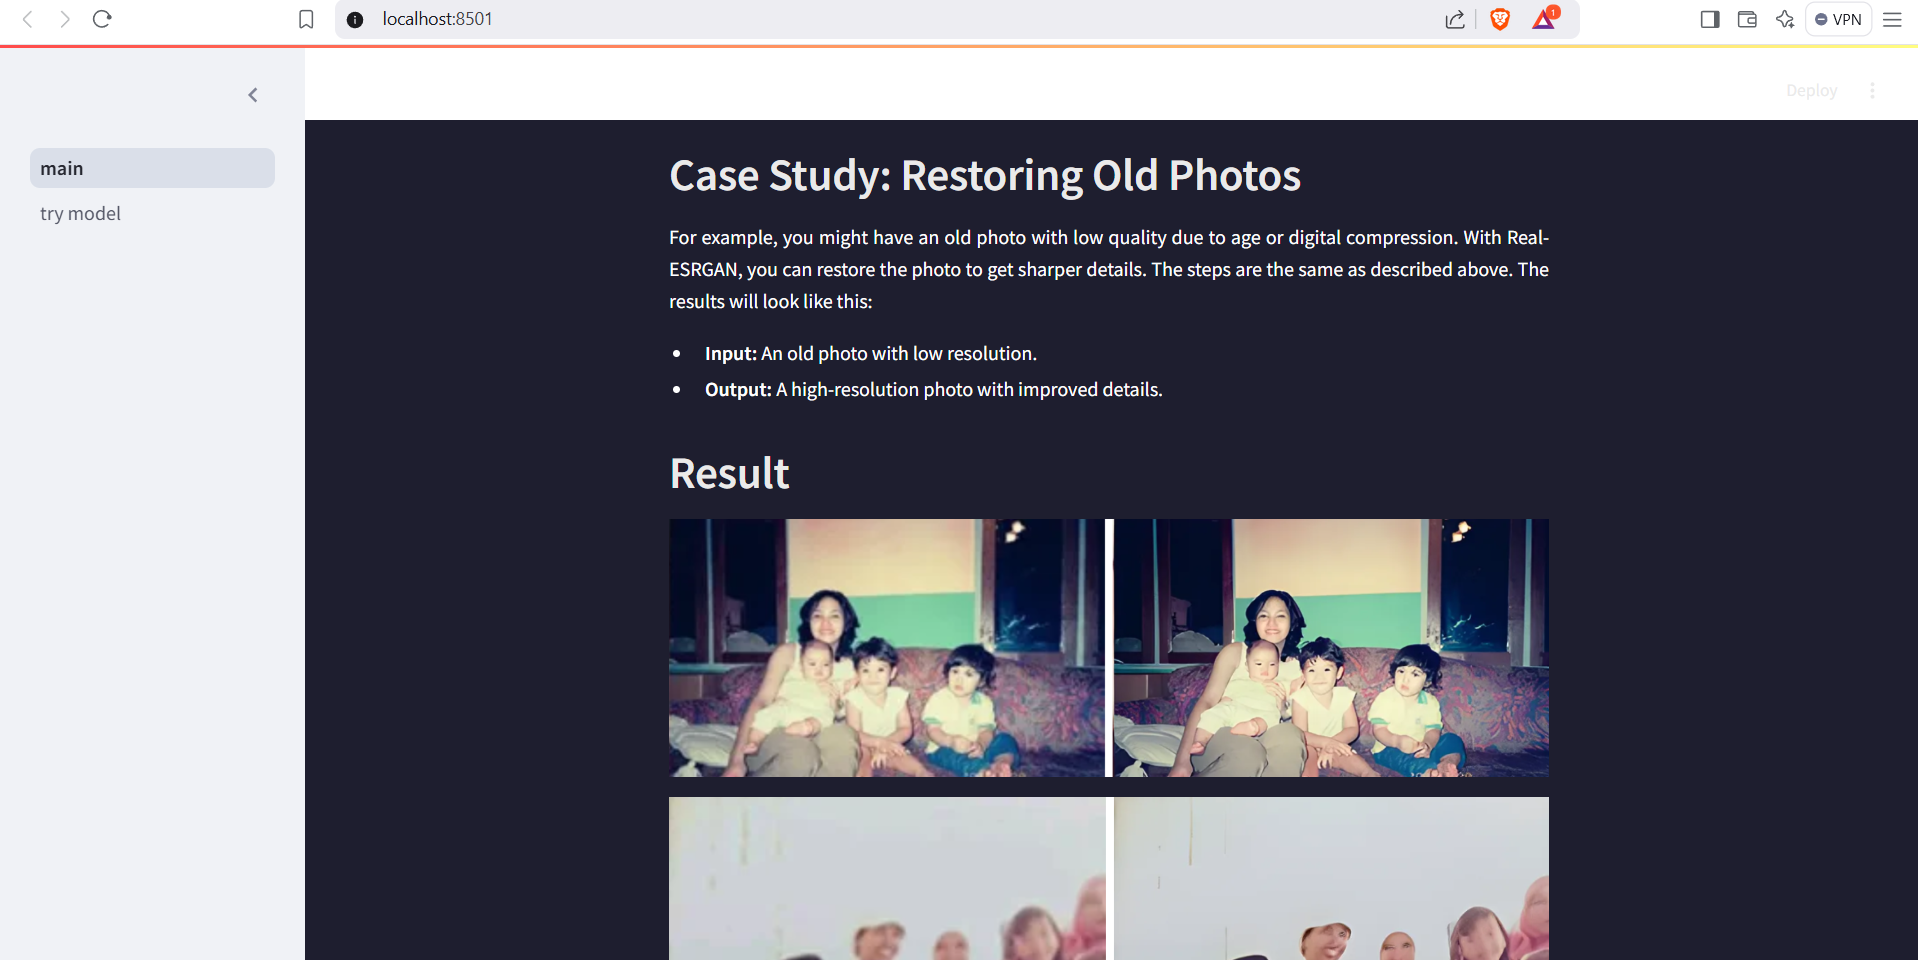 localhost:8501
1
VPN
Deploy
main
try model
Case Study: Restoring Old Photos
For example, you might have an old photo with low quality due to age or digital compression. With Real-
ESRGAN, you can restore the photo to get sharper details. The steps are the same as described above. The
results will look like this:
• Input: An old photo with low resolution.
• Output: A high-resolution photo with improved details.
Result